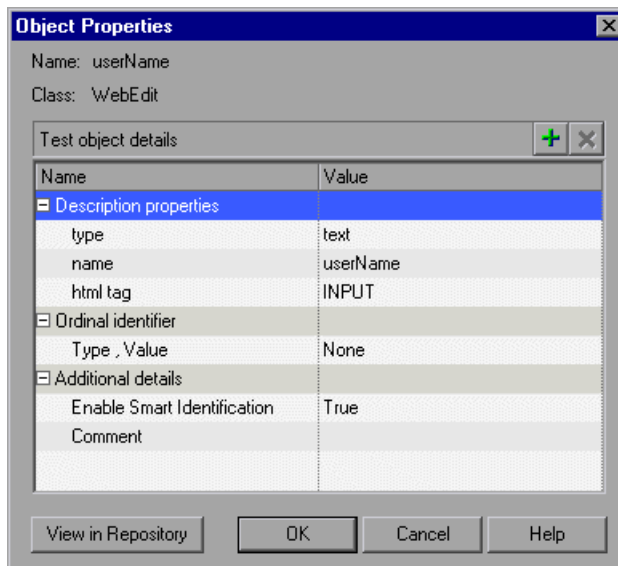 Object Properties
Name: userName
Class: WebEdit
Test object details
Name Value
Description properties
type text
name userName
html tag INPUT
Ordinal identifier
Type , Value None
Additional details
Enable Smart Identification True
Comment
View in Repository OK Cancel Help